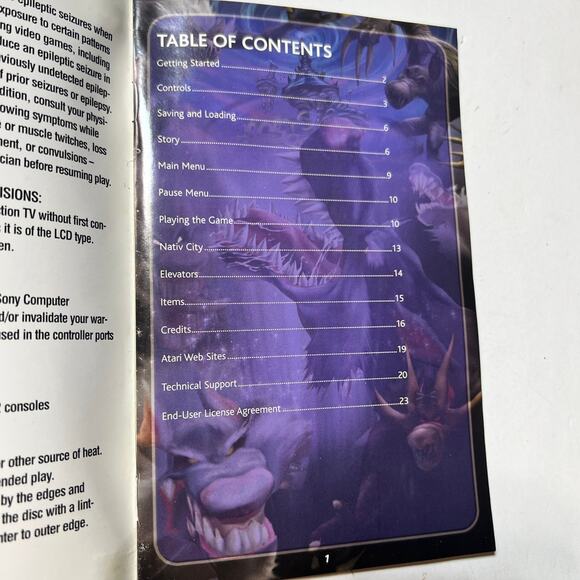 epileptic seizures when
exposure to certain patterns
ng video games, including
duce an epileptic seizure in
viously undetected epilep-
f prior seizures or epilepsy.
dition, consult your physi-
owing symptoms while
or muscle twitches, loss
ment, or convulsions –
cian before resuming play.
ISIONS:
ction TV without first con-
it is of the LCD type.
en.
Sony Computer
d/or invalidate your war-
used in the controller ports
consoles
r other source of heat.
ended play.
by the edges and
the disc with a lint-
nter to outer edge.
TABLE OF CONTENTS
Getting Started 2
Controls 3
Saving and Loading 6
Story 6
Main Menu 9
Pause Menu 10
Playing the Game 10
Nativ City 13
Elevators 14
Items 15
Credits 16
Atari Web Sites 19
Technical Support 20
End-User License Agreement 23
1